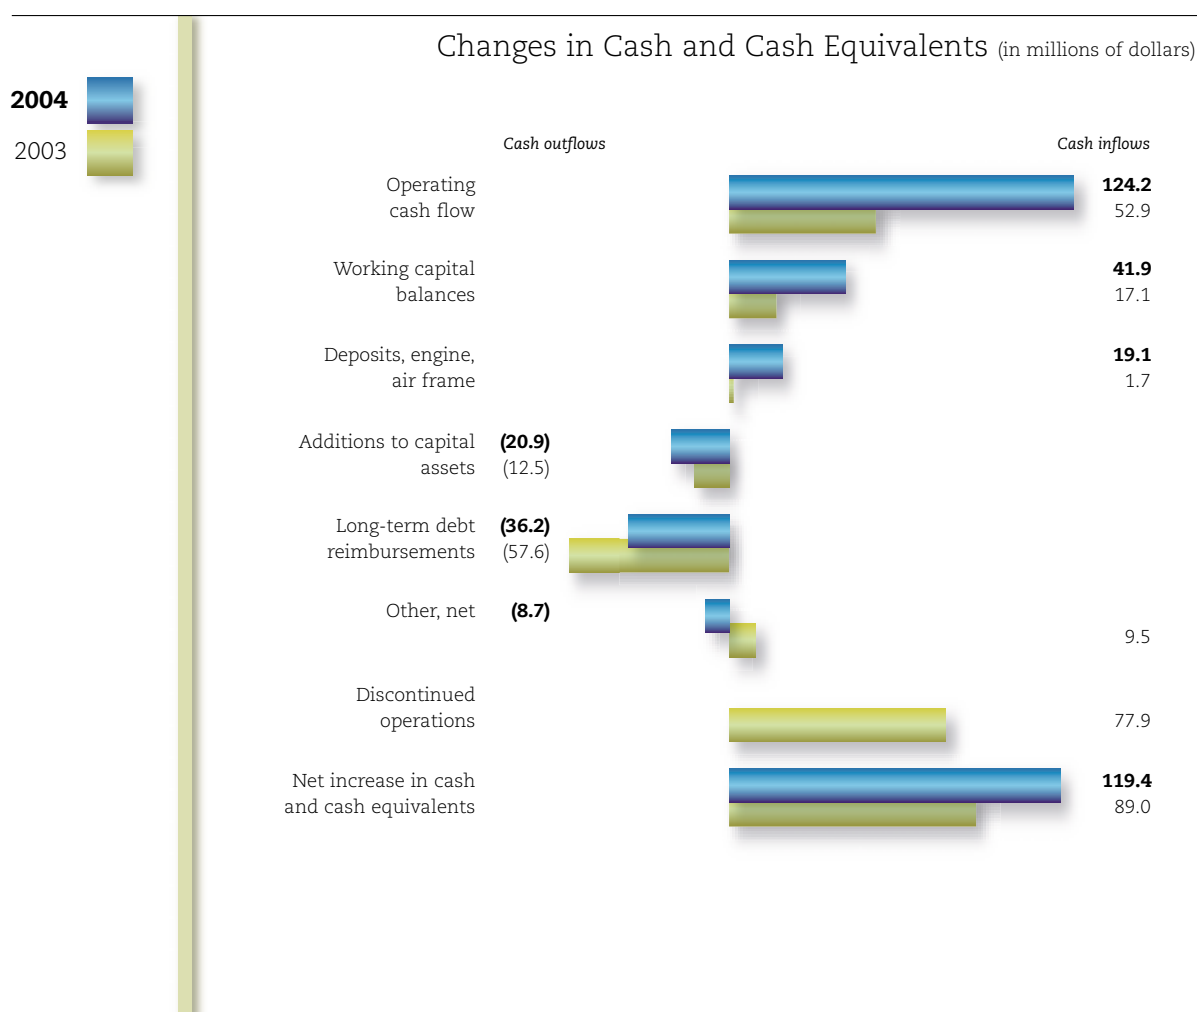 Changes in Cash and Cash Equivalents (in millions of dollars)
2004
2003
Cash outflows Cash inflows
Operating 124.2
cash flow 52.9
Working capital 41.9
balances 17.1
Deposits, engine, 19.1
air frame 1.7
Additions to capital (20.9)
assets (12.5)
Long-term debt (36.2)
reimbursements (57.6)
Other, net (8.7)
9.5
Discontinued
operations 77.9
Net increase in cash 119.4
and cash equivalents 89.0